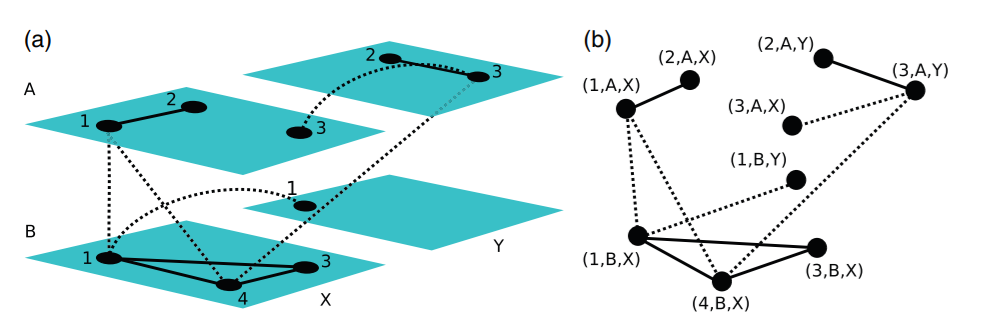 (a)
A
2
3
1
2
3
B
1
1
3
4
X
Y
(b)
(2,A,Y)
(2,A,X)
(3,A,Y)
(1,A,X)
(3,A,X)
(1,B,Y)
(1,B,X)
(3,B,X)
(4,B,X)